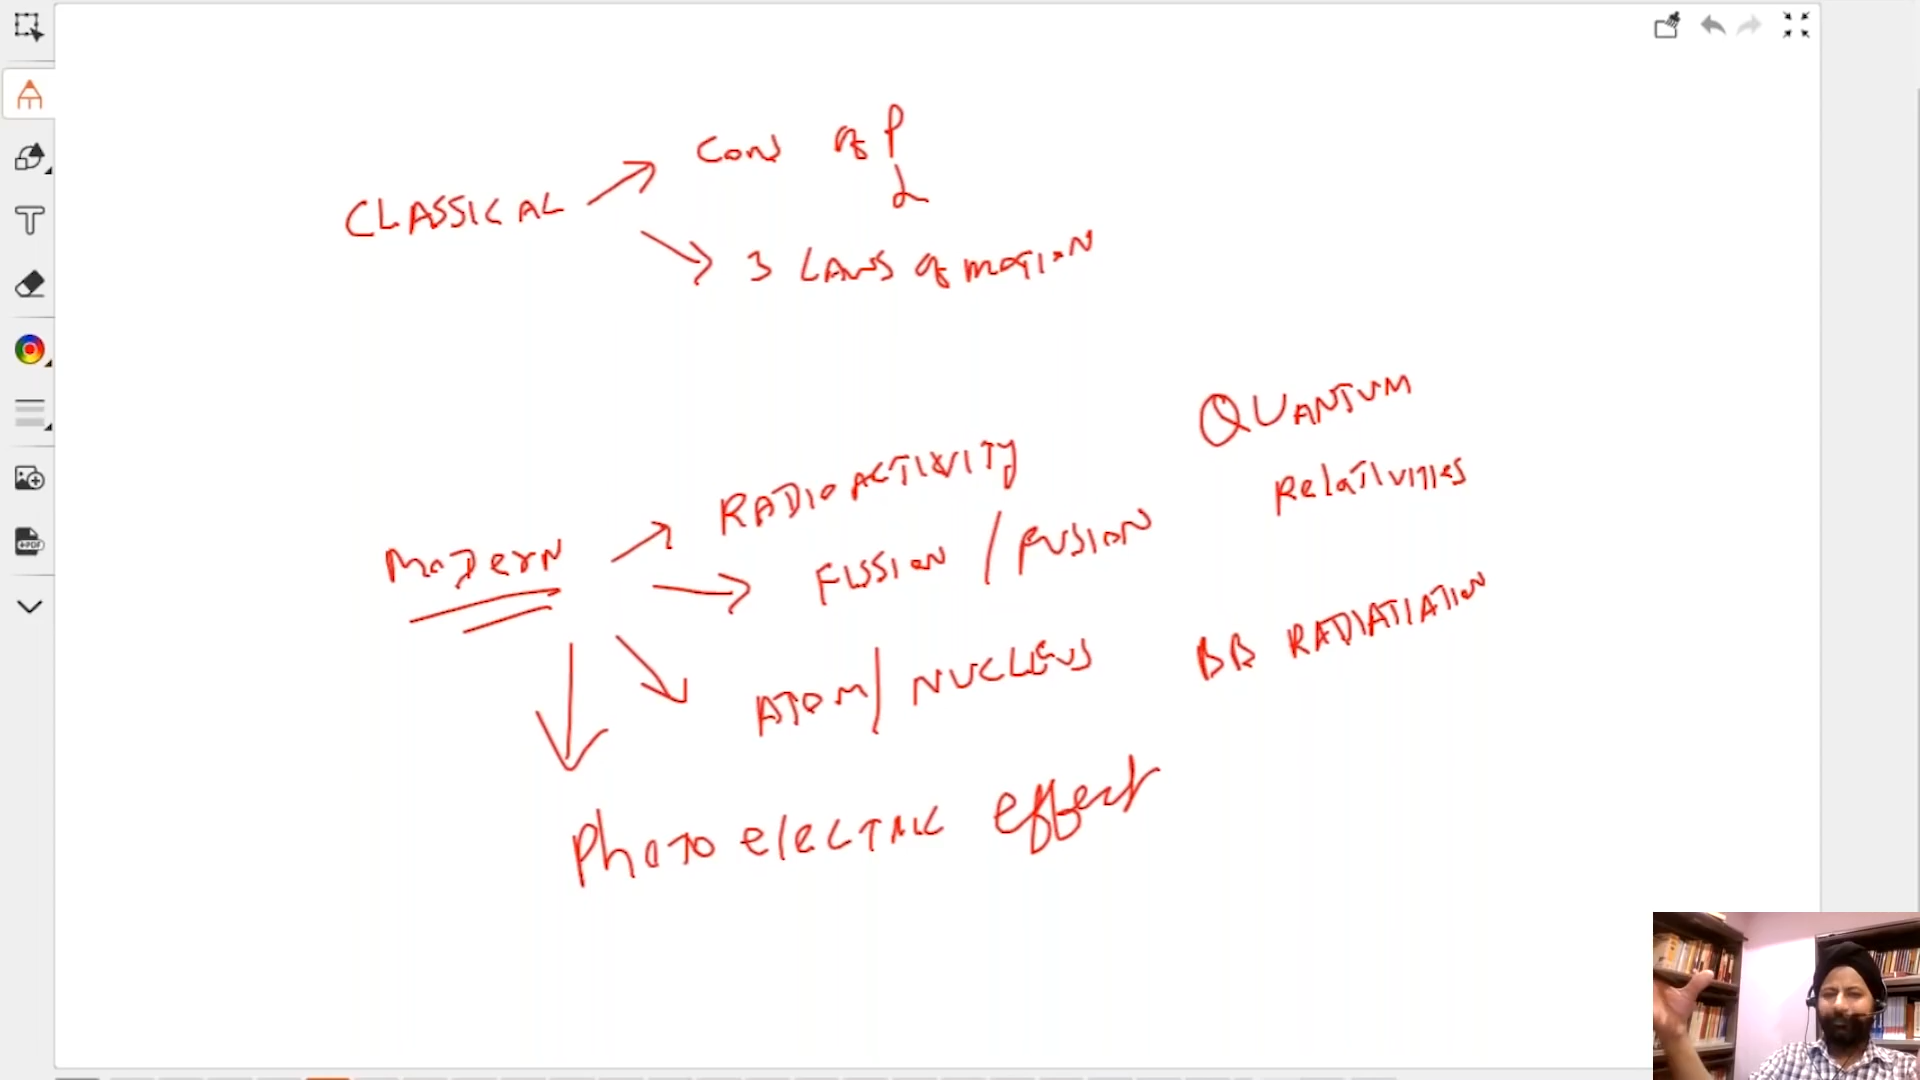 Cons of P
L
CLASSICAL
3 LAWS of MOTION
QUANTUM
RADIOACTIVITY
Relativities
MODERN
FISSION / FUSION
BB RADIATIATION
ATOM / NUCLEUS
Photo electric effect